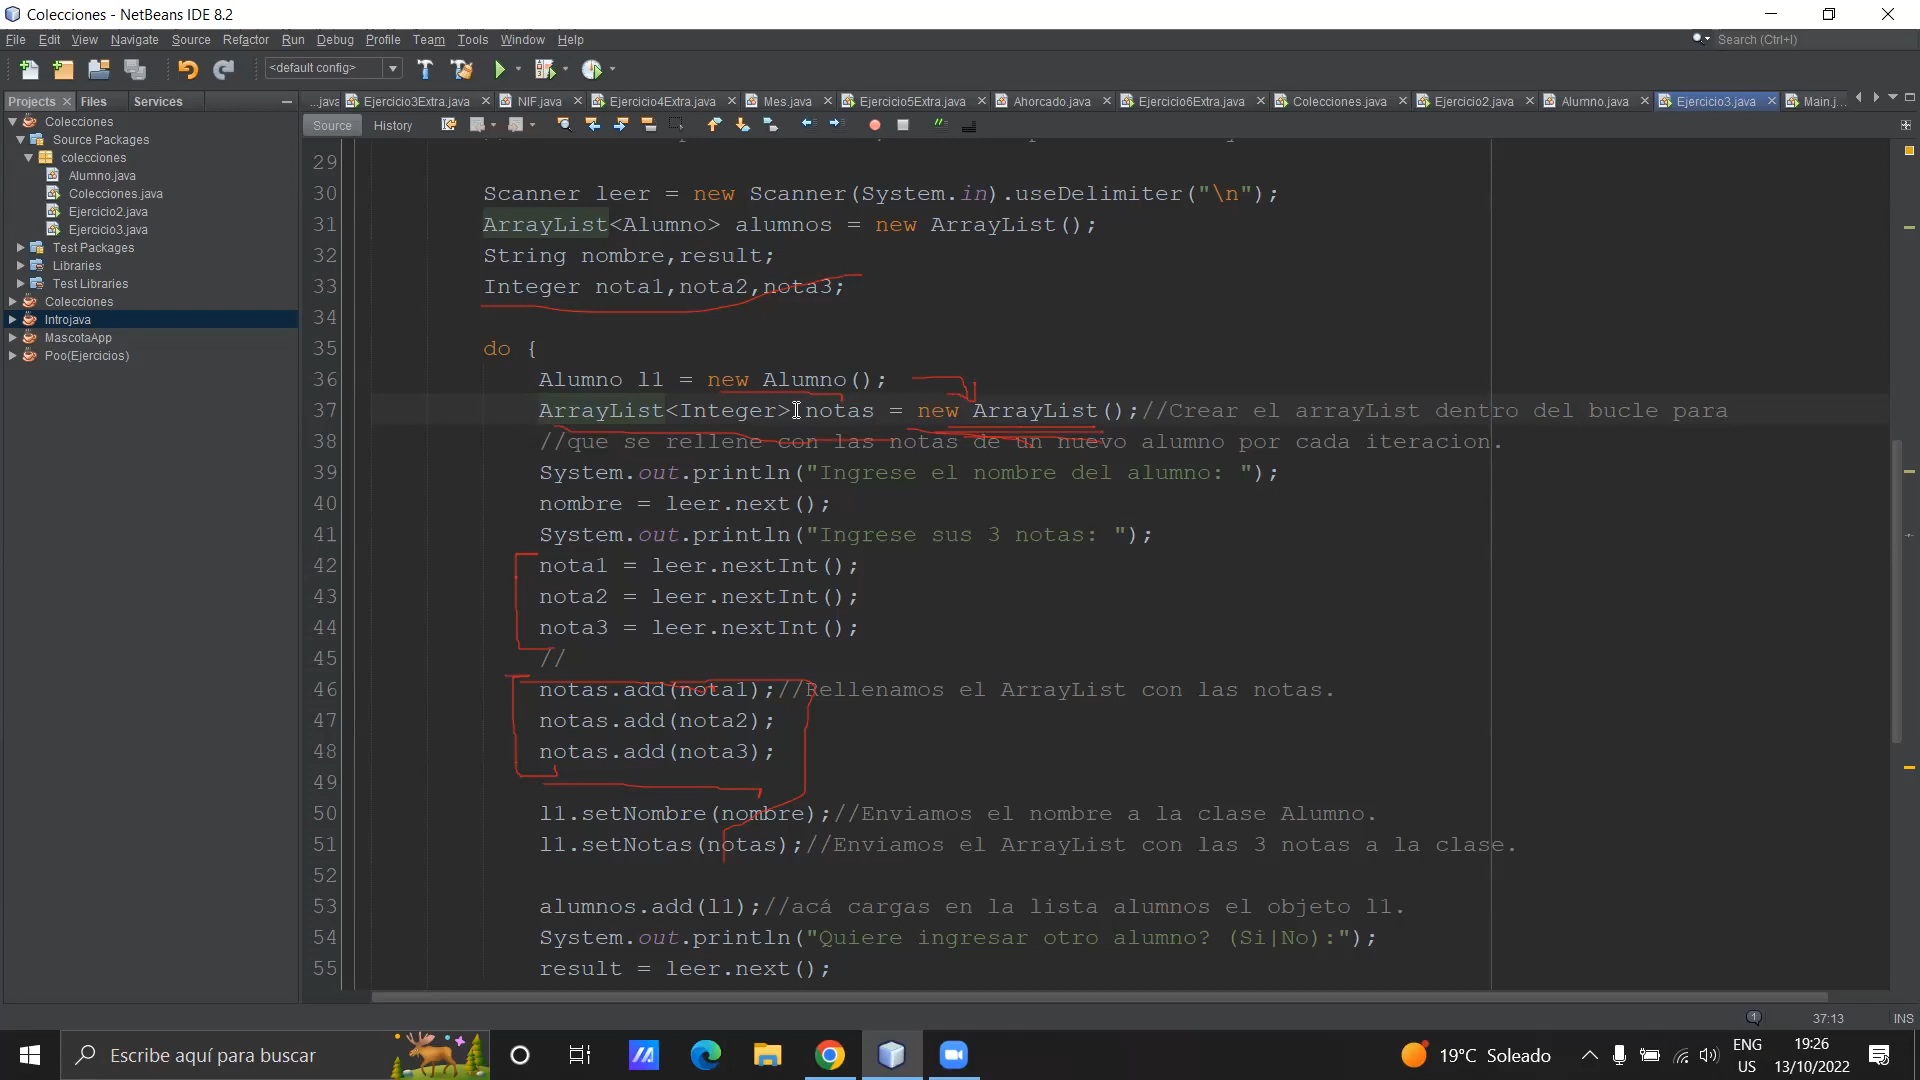 Colecciones - NetBeans IDE 8.2
File Edit View Navigate Source Refactor Run Debug Profile Team Tools Window Help
Search (Ctrl+I)
<default config>
Projects Files Services
...java Ejercicio3Extra.java NIF.java Ejercicio4Extra.java Mes.java Ejercicio5Extra.java Ahorcado.java Ejercicio6Extra.java Colecciones.java Ejercicio2.java Alumno.java Ejercicio3.java Main.j...
Source History
Colecciones
Source Packages
colecciones
Alumno.java
Colecciones.java
Ejercicio2.java
Ejercicio3.java
Test Packages
Libraries
Test Libraries
Colecciones
Introjava
MascotaApp
Poo(Ejercicios)
29
30 Scanner leer = new Scanner(System.in).useDelimiter("\n");
31 ArrayList<Alumno> alumnos = new ArrayList();
32 String nombre,result;
33 Integer nota1,nota2,nota3;
34
35 do {
36 Alumno l1 = new Alumno();
37 ArrayList<Integer> notas = new ArrayList();//Crear el arrayList dentro del bucle para
38 //que se rellene con las notas de un nuevo alumno por cada iteracion.
39 System.out.println("Ingrese el nombre del alumno: ");
40 nombre = leer.next();
41 System.out.println("Ingrese sus 3 notas: ");
42 nota1 = leer.nextInt();
43 nota2 = leer.nextInt();
44 nota3 = leer.nextInt();
45 //
46 notas.add(nota1);//Rellenamos el ArrayList con las notas.
47 notas.add(nota2);
48 notas.add(nota3);
49
50 l1.setNombre(nombre);//Enviamos el nombre a la clase Alumno.
51 l1.setNotas(notas);//Enviamos el ArrayList con las 3 notas a la clase.
52
53 alumnos.add(l1);//acá cargas en la lista alumnos el objeto l1.
54 System.out.println("Quiere ingresar otro alumno? (Si|No):");
55 result = leer.next();
1 37:13 INS
Escribe aquí para buscar
19°C Soleado
ENG
US
19:26
13/10/2022